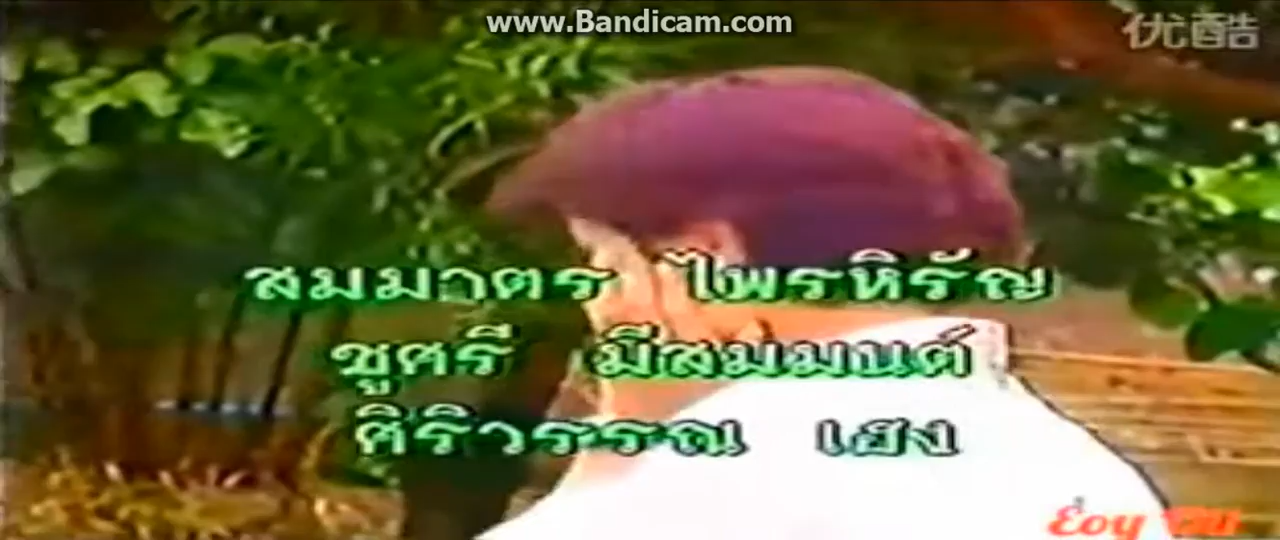 www.Bandicam.com
优酷
สมมาตร ไพรหิรัญ
ชูศรี มีสมมนต์
ศิริวรรณ เฮง